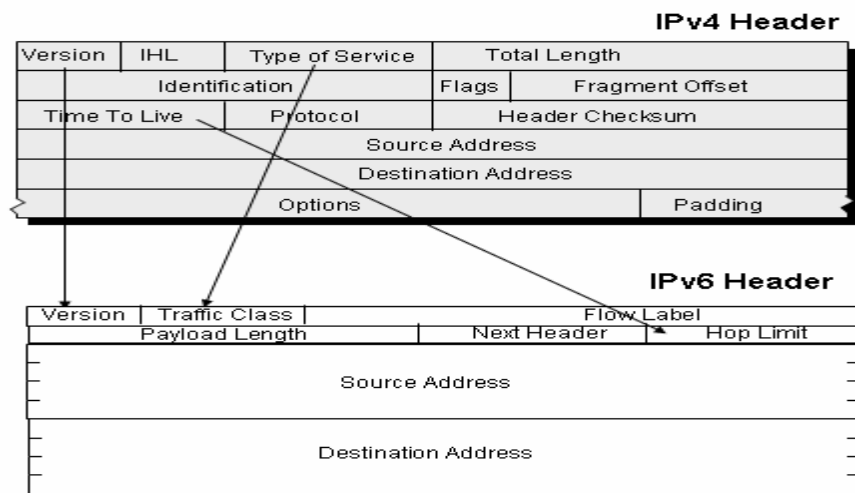 IPv4 Header
Version IHL Type of Service Total Length
Identification Flags Fragment Offset
Time To Live Protocol Header Checksum
Source Address
Destination Address
Options Padding
IPv6 Header
Version Traffic Class Flow Label
Payload Length Next Header Hop Limit
Source Address
Destination Address